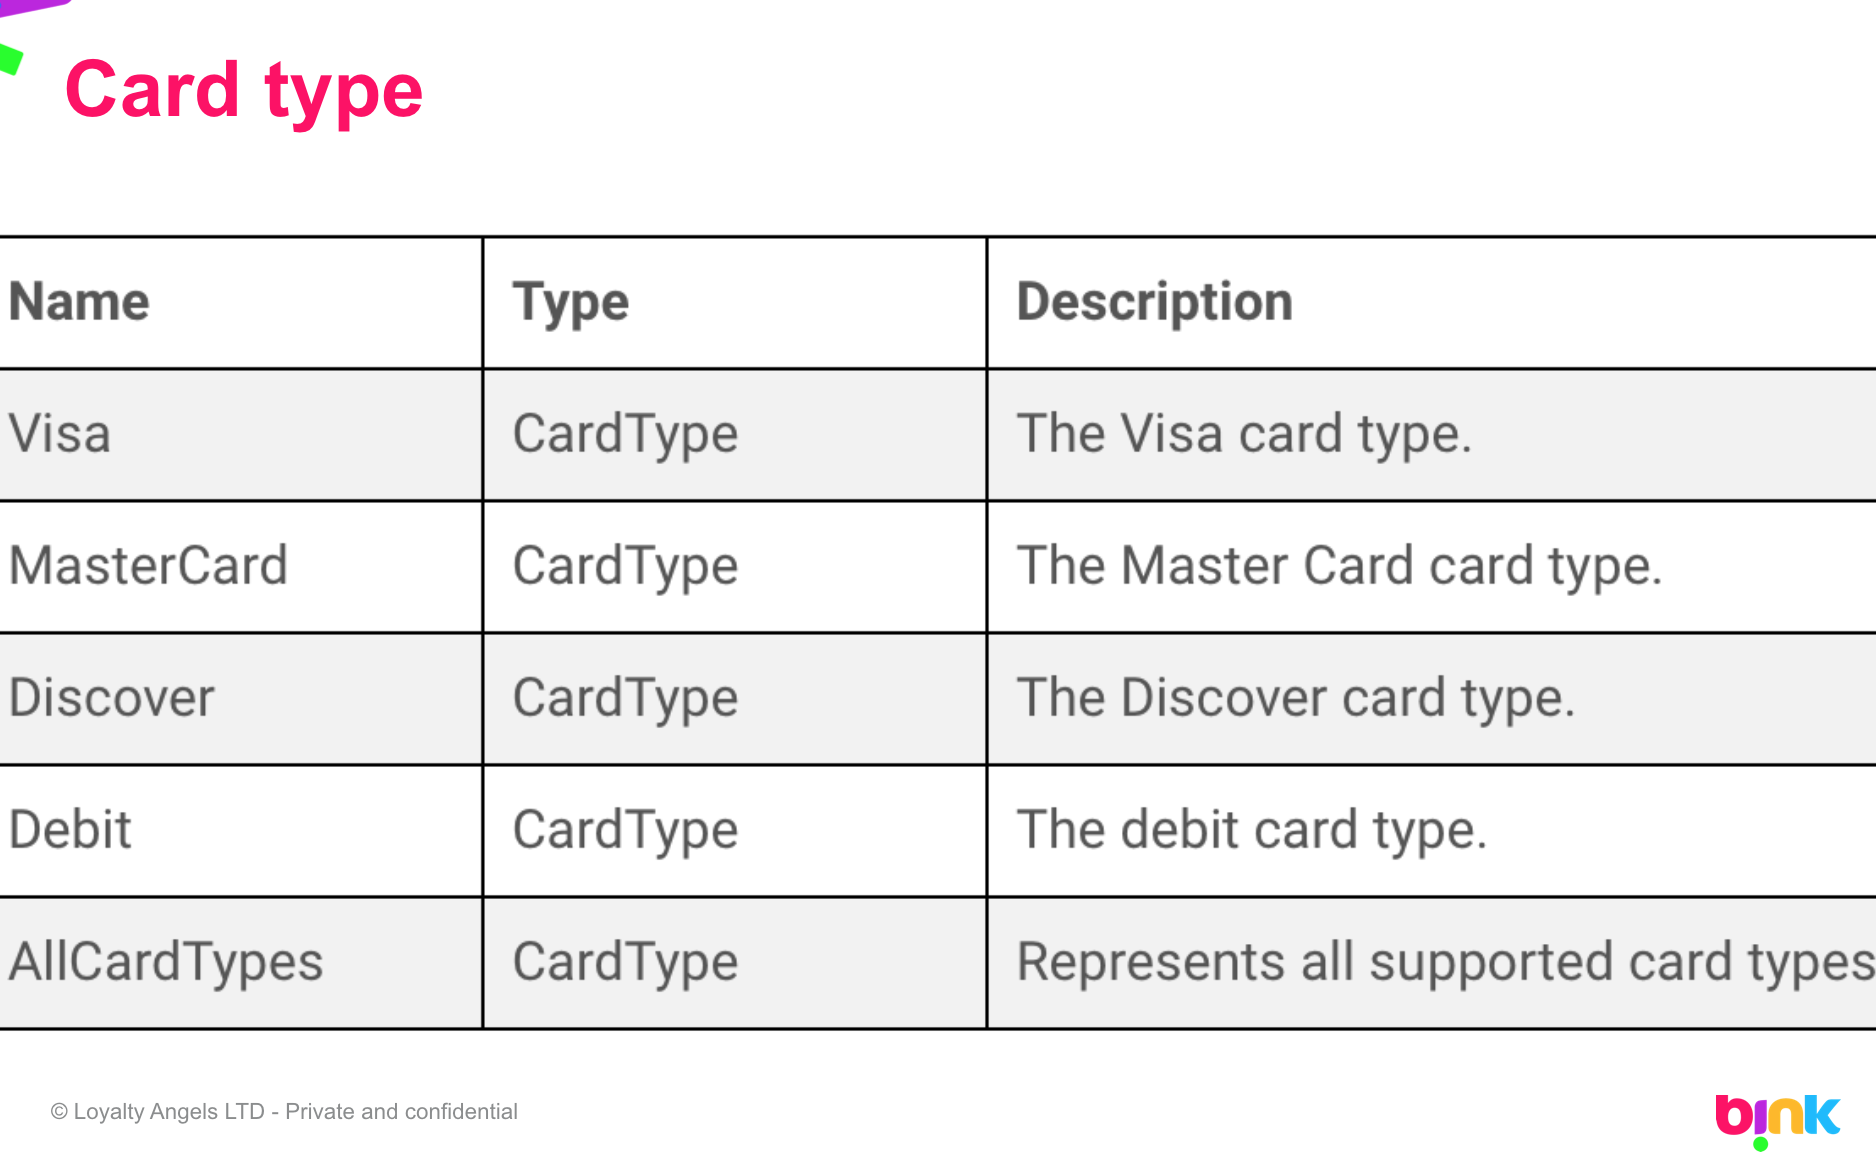 Card type
Name Type Description
Visa CardType The Visa card type.
MasterCard CardType The Master Card card type.
Discover CardType The Discover card type.
Debit CardType The debit card type.
AllCardTypes CardType Represents all supported card types
© Loyalty Angels LTD - Private and confidential
bink